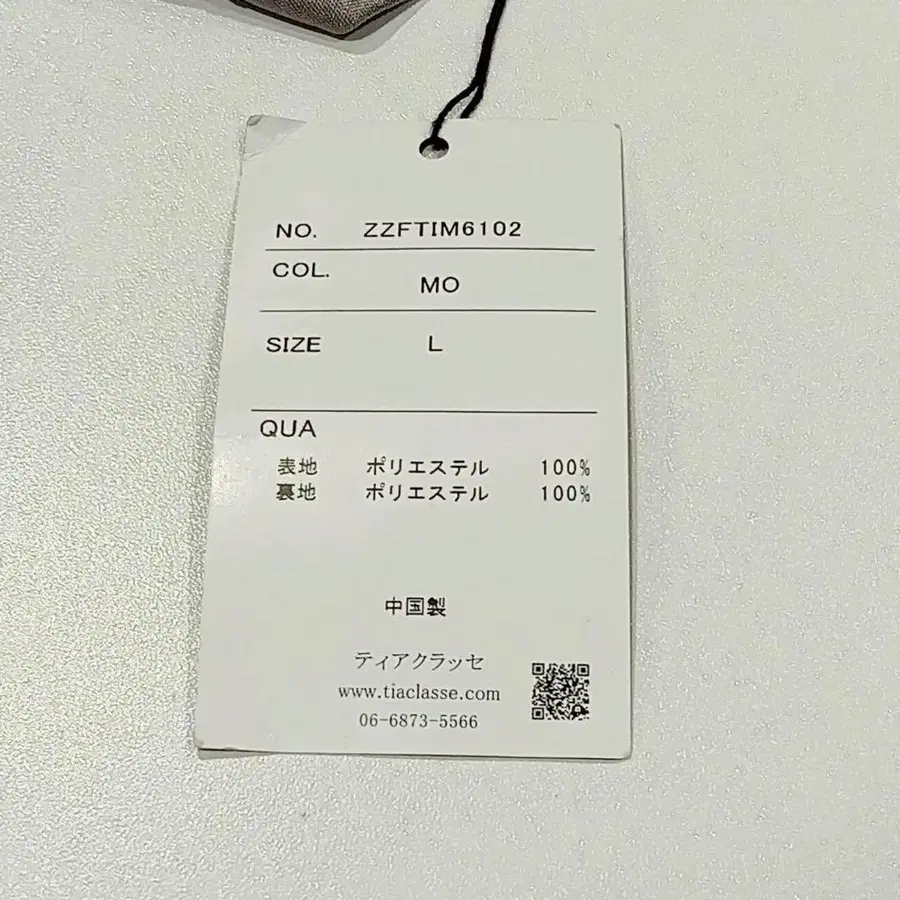 NO. ZZFTIM6102
COL. MO
SIZE L
QUA
表地 ポリエステル 100%
裏地 ポリエステル 100%
中国製
ティアクラッセ
www.tiaclasse.com
06-6873-5566